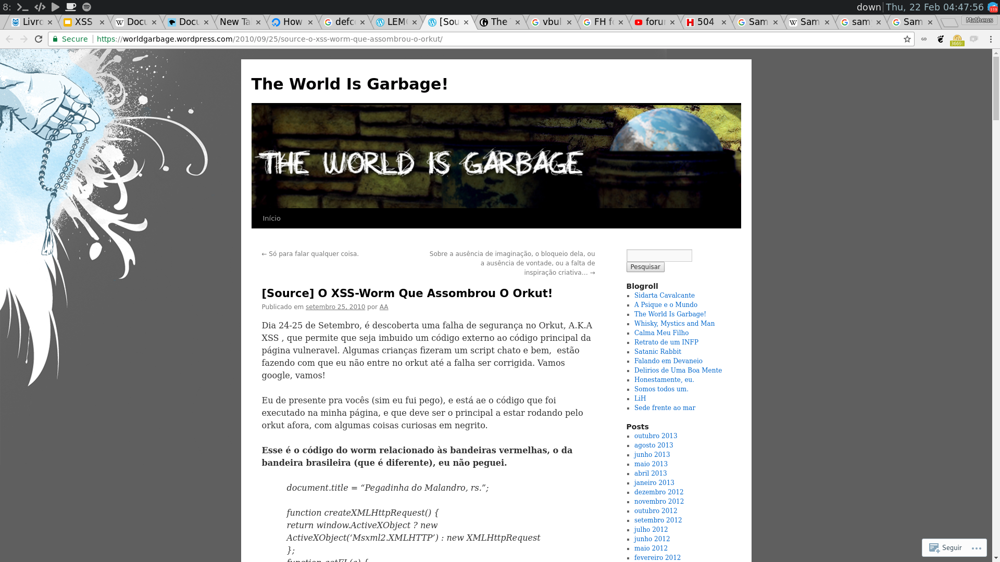 8:
down Thu, 22 Feb 04:47:56
119
Livro
XSS
Docu
Docu
New Ta
How
defco
LEM
[Sou
The
vbul
FH fo
foru
504
Sam
Sam
sam
Sam
Matheus
Secure https://worldgarbage.wordpress.com/2010/09/25/source-o-xss-worm-que-assombrou-o-orkut/
3669
The World is Garbage.
The World Is Garbage!
THE WORLD IS GARBAGE
Início
← Só para falar qualquer coisa.
Sobre a ausência de imaginação, o bloqueio dela, ou
a ausência de vontade, ou a falta de
inspiração criativa… →
[Source] O XSS-Worm Que Assombrou O Orkut!
Publicado em setembro 25, 2010 por AA
Dia 24-25 de Setembro, é descoberta uma falha de segurança no Orkut, A.K.A
XSS , que permite que seja imbuido um código externo ao código principal da
página vulneravel. Algumas crianças fizeram um script chato e bem, estão
fazendo com que eu não entre no orkut até a falha ser corrigida. Vamos
google, vamos!
Eu de presente pra vocês (sim eu fui pego), e está ae o código que foi
executado na minha página, e que deve ser o principal a estar rodando pelo
orkut afora, com algumas coisas curiosas em negrito.
Esse é o código do worm relacionado às bandeiras vermelhas, o da
bandeira brasileira (que é diferente), eu não peguei.
document.title = “Pegadinha do Malandro, rs.”;
function createXMLHttpRequest() {
return window.ActiveXObject ? new
ActiveXObject(‘Msxml2.XMLHTTP’) : new XMLHttpRequest
};
Pesquisar
Blogroll
Sidarta Cavalcante
A Psique e o Mundo
The World Is Garbage!
Whisky, Mystics and Man
Calma Meu Filho
Retrato de um INFP
Satanic Rabbit
Falando em Devaneio
Delirios de Uma Boa Mente
Honestamente, eu.
Somos todos um.
LiH
Sede frente ao mar
Posts
outubro 2013
agosto 2013
junho 2013
maio 2013
abril 2013
janeiro 2013
dezembro 2012
novembro 2012
outubro 2012
setembro 2012
julho 2012
junho 2012
maio 2012
fevereiro 2012
Seguir